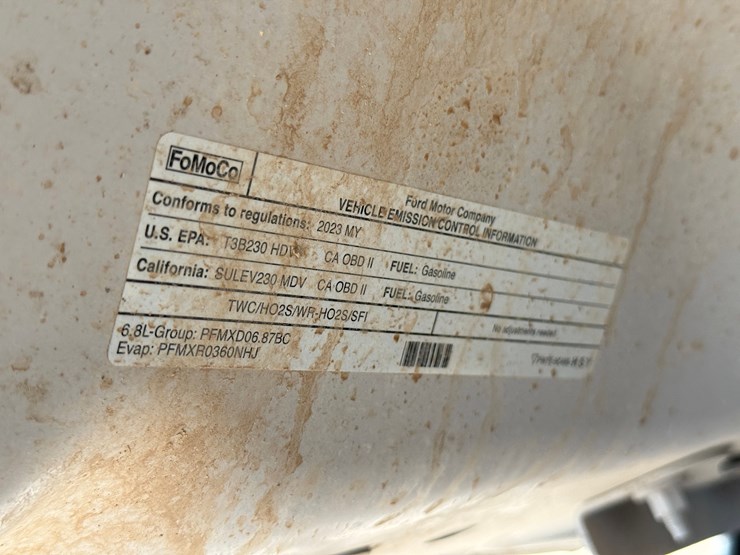 FoMoCo
Ford Motor Company
VEHICLE EMISSION CONTROL INFORMATION
Conforms to regulations: 2023 MY
U.S. EPA: T3B230 HDV CA OBD II FUEL: Gasoline
California: SULEV230 MDV CA OBD II FUEL: Gasoline
TWC/HO2S/WR-HO2S/SFI
No adjustments needed.
6.8L-Group: PFMXD06.87BC
Evap: PFMXR0360NHJ